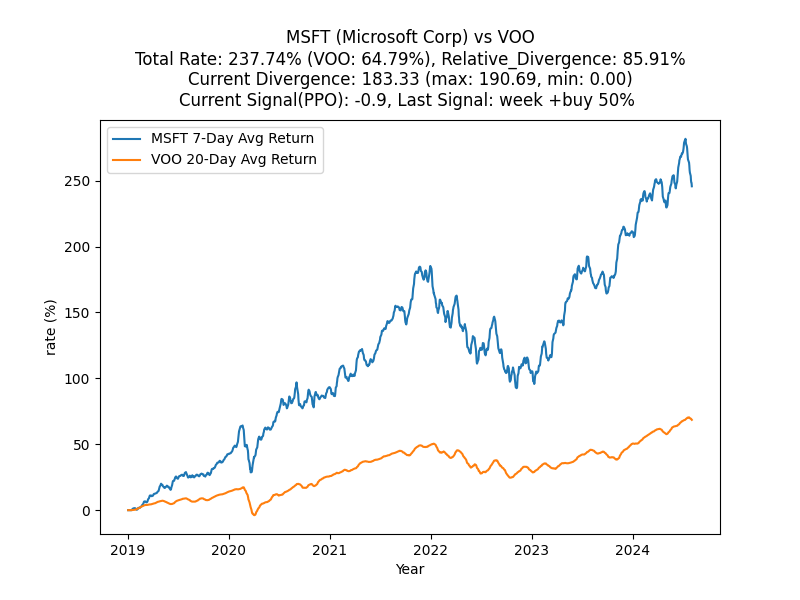 MSFT (Microsoft Corp) vs VOO
Total Rate: 237.74% (VOO: 64.79%), Relative_Divergence: 85.91%
Current Divergence: 183.33 (max: 190.69, min: 0.00)
Current Signal(PPO): -0.9, Last Signal: week +buy 50%
MSFT 7-Day Avg Return
VOO 20-Day Avg Return
rate (%)
250
200
150
100
50
0
2019
2020
2021
2022
2023
2024
Year